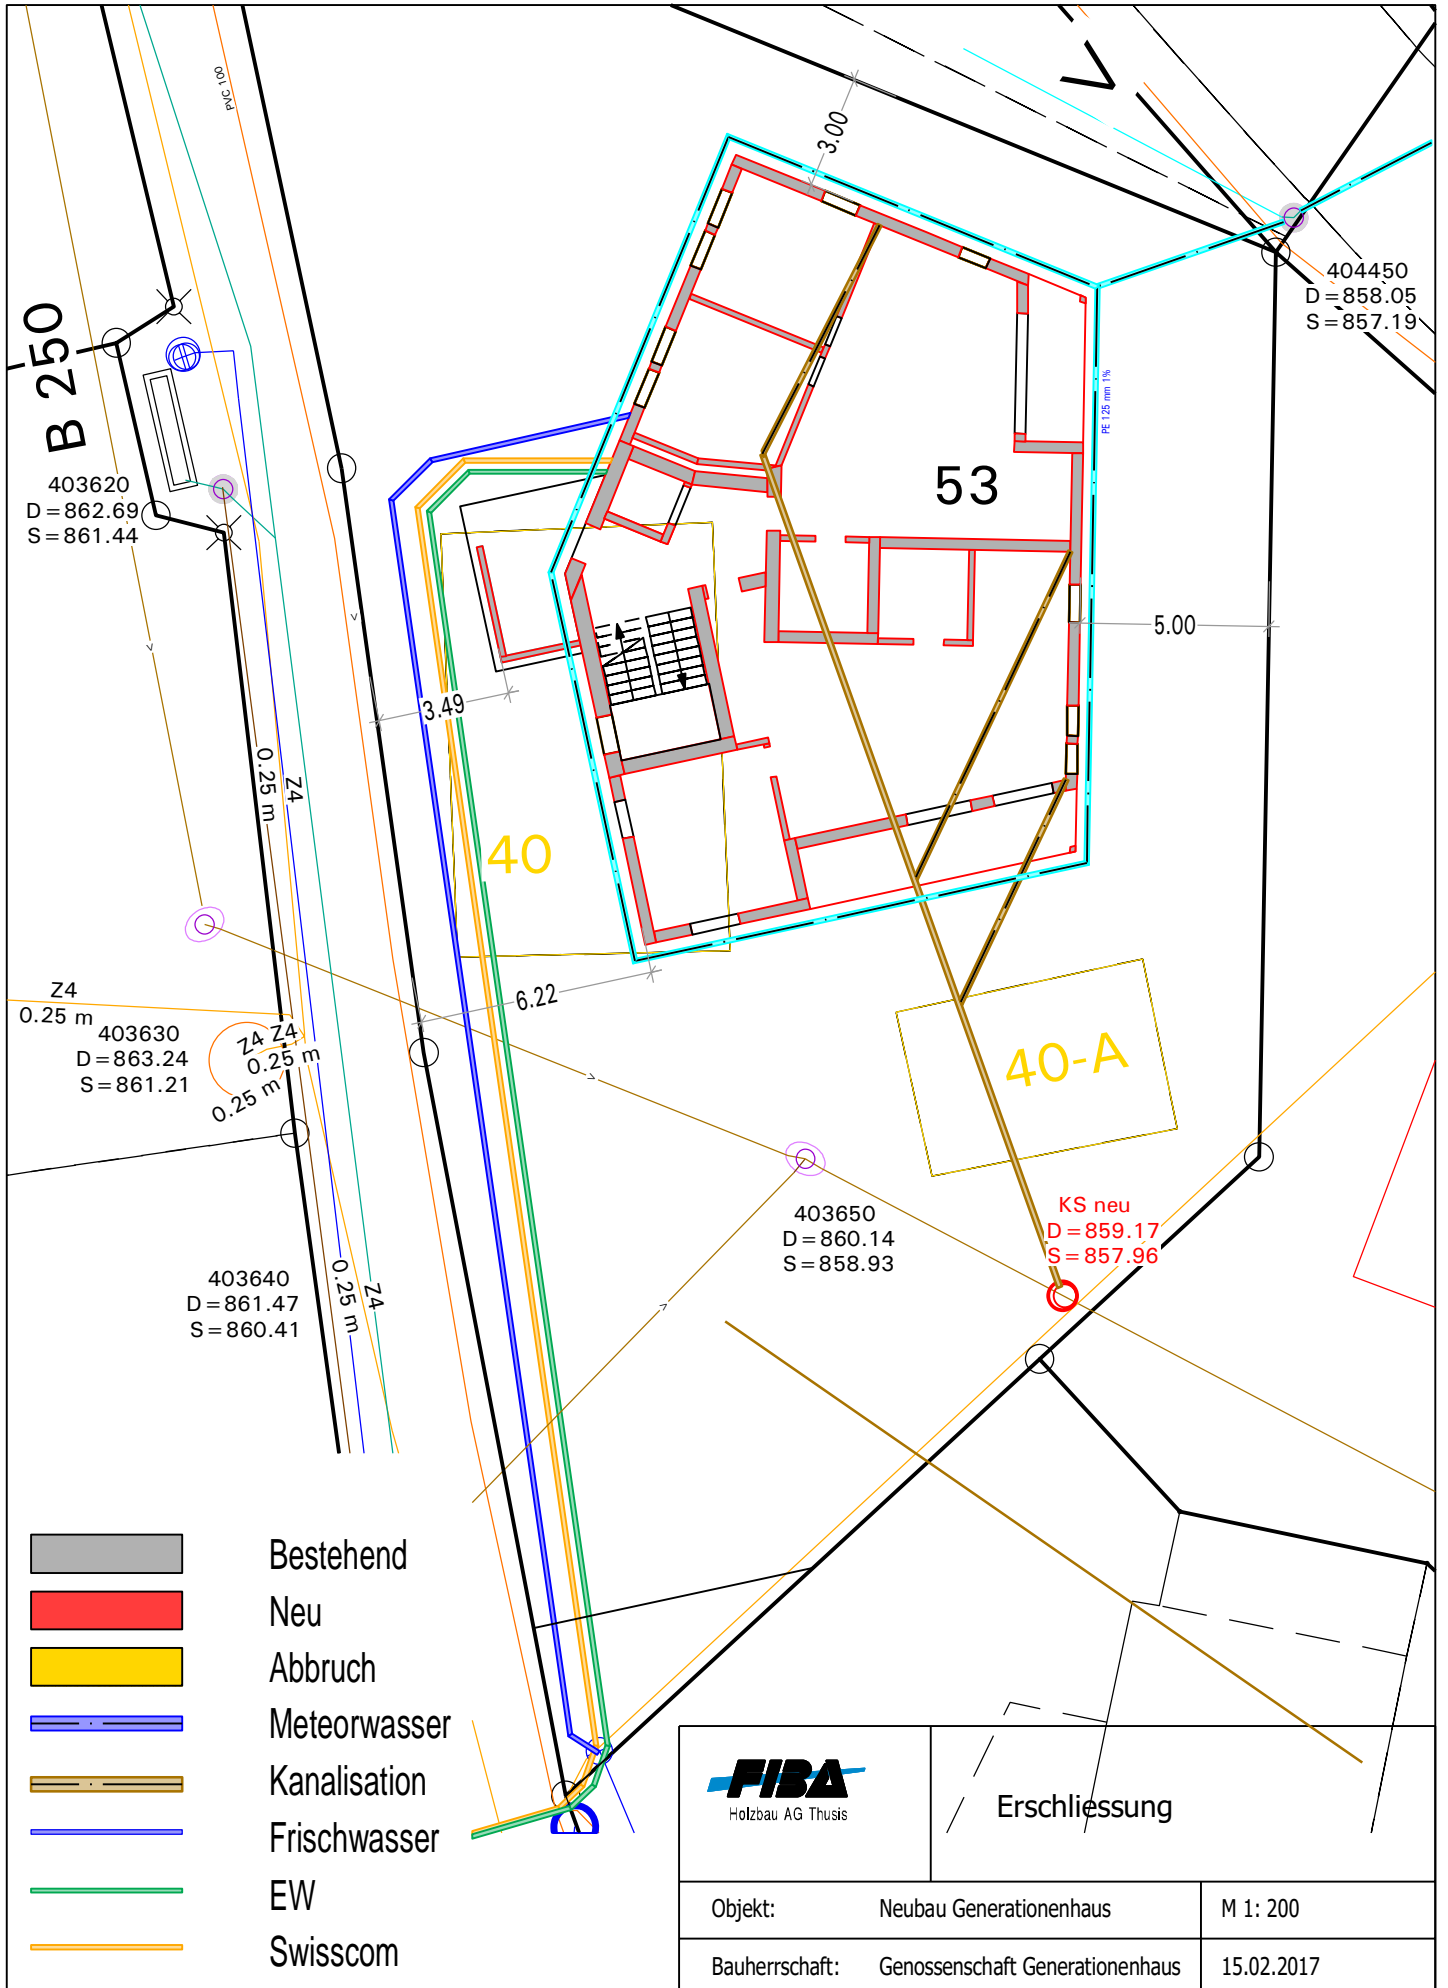 PVC 100
3.00
V
404450
D=858.05
S=857.19
B 250
PE 125 mm 1%
403620
D=862.69
S=861.44
53
5.00
3.49
0.25 m
Z4
40
6.22
Z4
0.25 m
403630
D=863.24
S=861.21
Z4
Z4
0.25 m
0.25 m
40-A
403650
D=860.14
S=858.93
KS neu
D=859.17
S=857.96
403640
D=861.47
S=860.41
0.25 m
Z4
Bestehend
Neu
Abbruch
Meteorwasser
Kanalisation
Frischwasser
EW
Swisscom
FIBA
Holzbau AG Thusis
Erschliessung
Objekt: Neubau Generationenhaus M 1: 200
Bauherrschaft: Genossenschaft Generationenhaus 15.02.2017